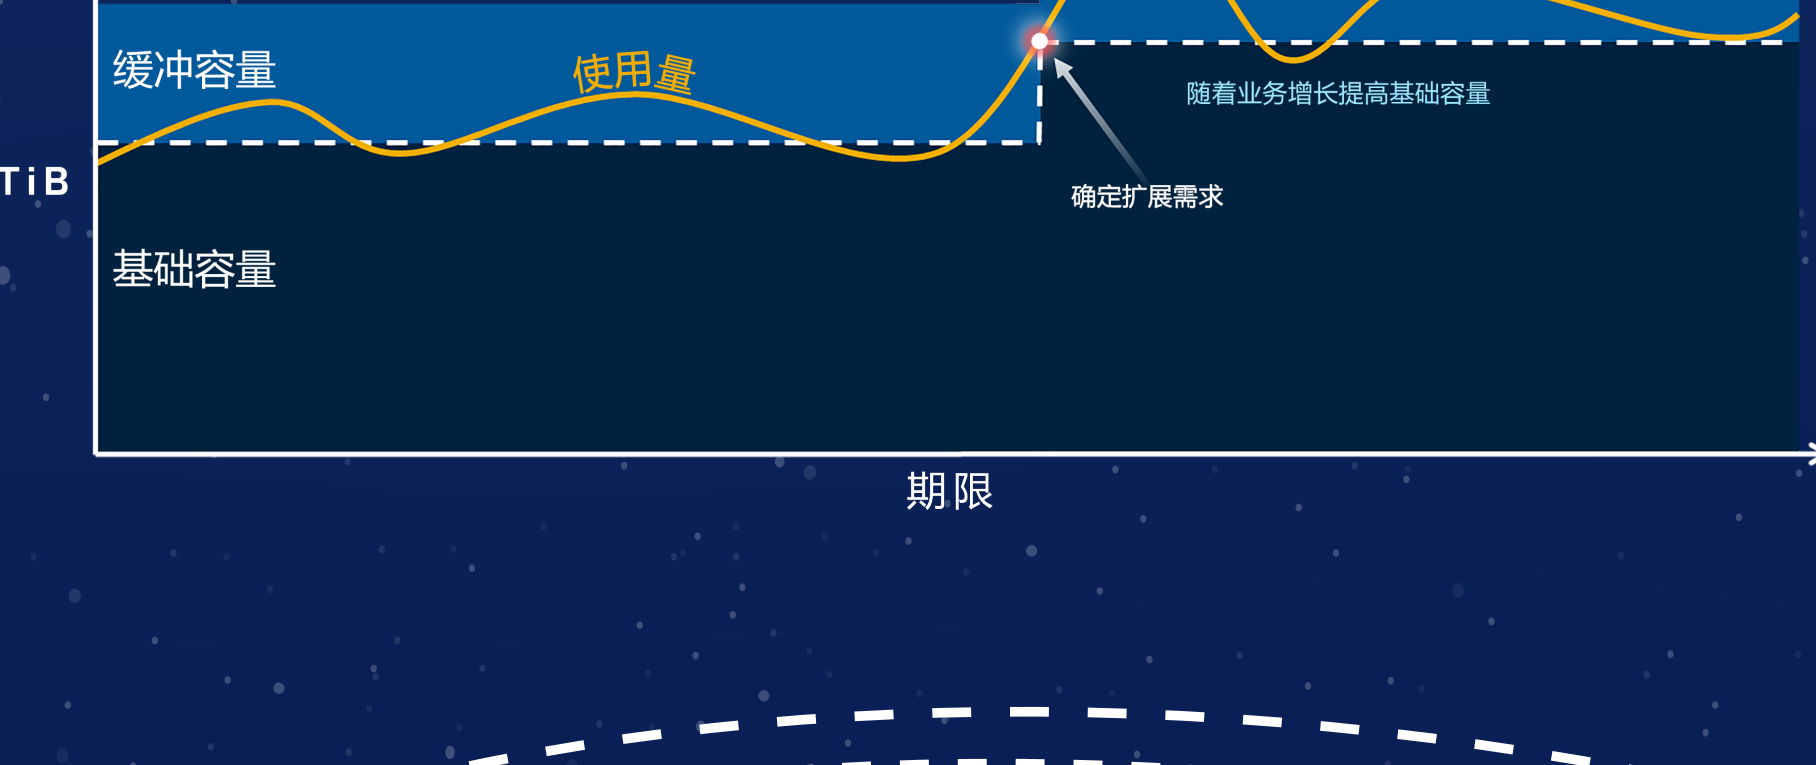 缓冲容量
使用量
随着业务增长提高基础容量
TiB
确定扩展需求
基础容量
期限